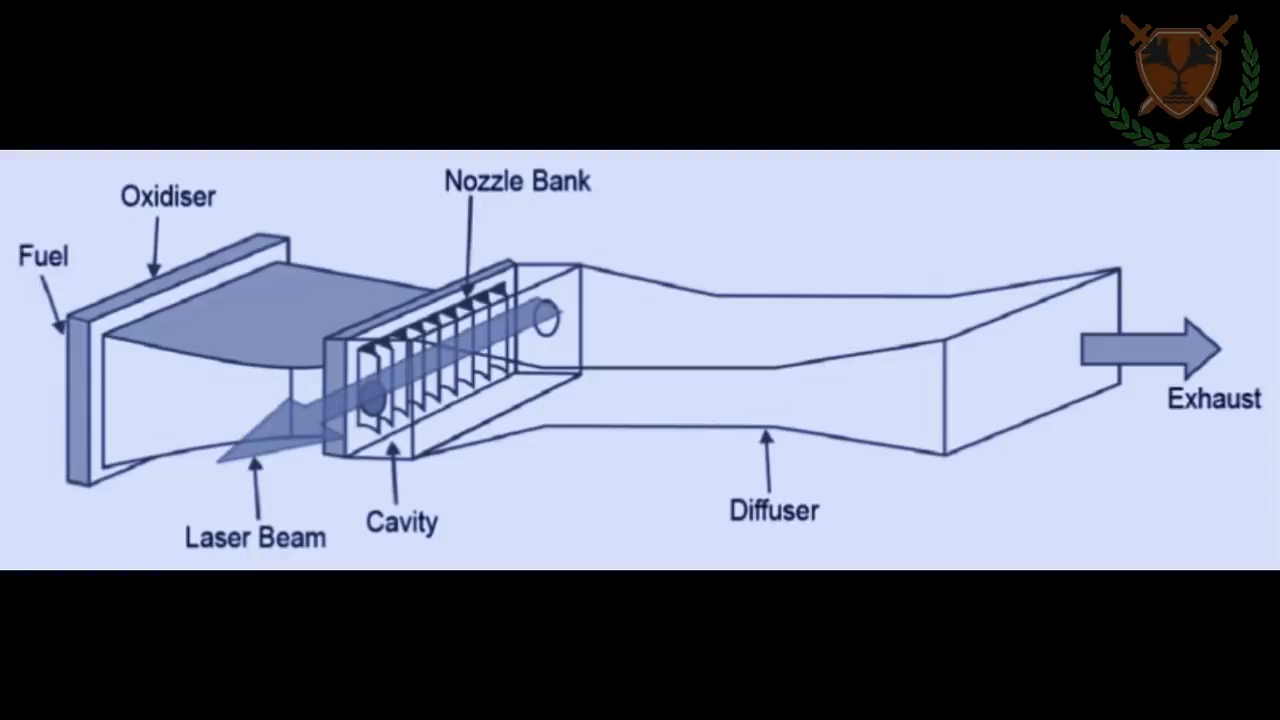 Nozzle Bank
Oxidiser
Fuel
Exhaust
Diffuser
Cavity
Laser Beam